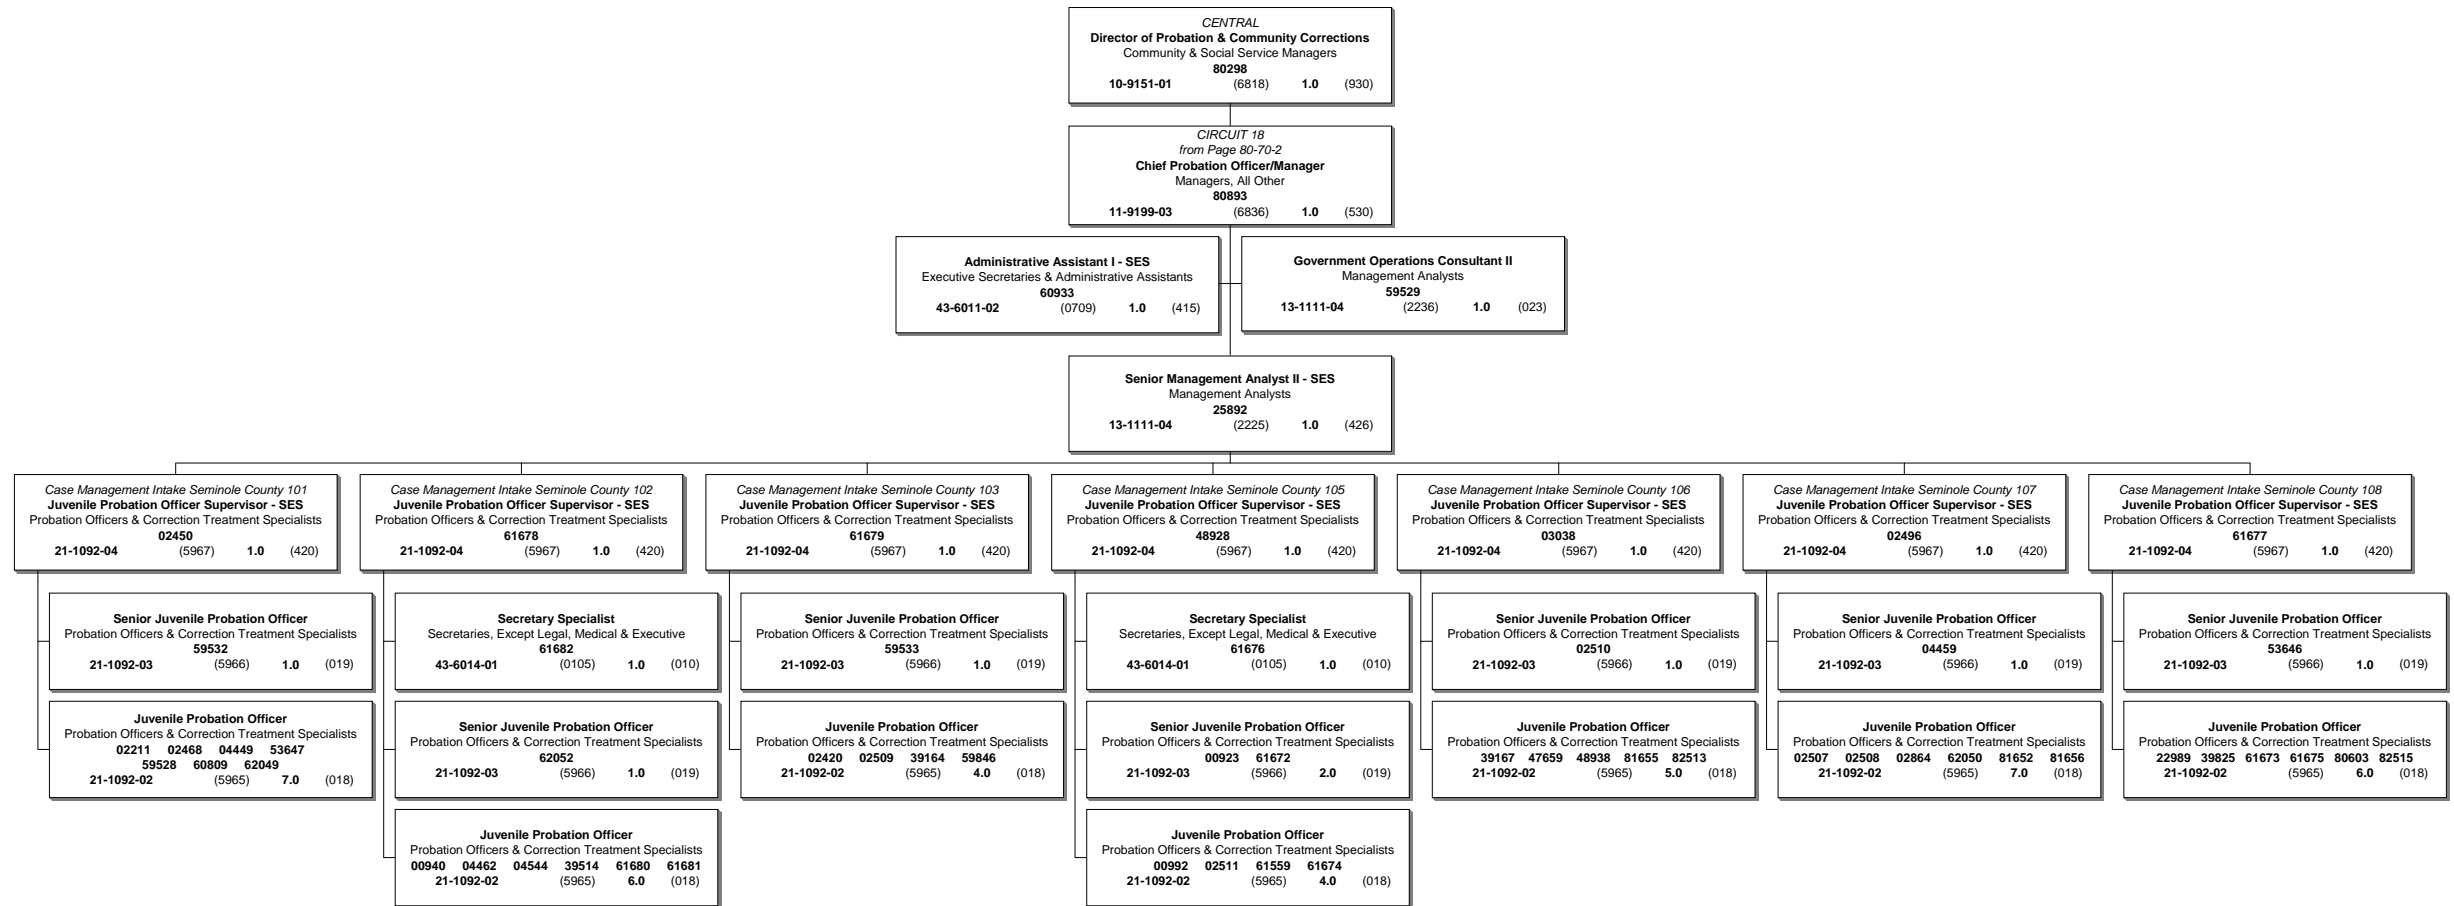 CENTRAL
Director of Probation & Community Corrections
Community & Social Service Managers
80298
10-9151-01 (6818) 1.0 (930)
CIRCUIT 18
from Page 80-70-2
Chief Probation Officer/Manager
Managers, All Other
80893
11-9199-03 (6836) 1.0 (530)
Administrative Assistant I - SES
Executive Secretaries & Administrative Assistants
60933
43-6011-02 (0709) 1.0 (415)
Government Operations Consultant II
Management Analysts
59529
13-1111-04 (2236) 1.0 (023)
Senior Management Analyst II - SES
Management Analysts
25892
13-1111-04 (2225) 1.0 (426)
Case Management Intake Seminole County 101
Juvenile Probation Officer Supervisor - SES
Probation Officers & Correction Treatment Specialists
02450
21-1092-04 (5967) 1.0 (420)
Senior Juvenile Probation Officer
Probation Officers & Correction Treatment Specialists
59532
21-1092-03 (5966) 1.0 (019)
Juvenile Probation Officer
Probation Officers & Correction Treatment Specialists
02211 02468 04449 53647
59528 60809 62049
21-1092-02 (5965) 7.0 (018)
Case Management Intake Seminole County 102
Juvenile Probation Officer Supervisor - SES
Probation Officers & Correction Treatment Specialists
61678
21-1092-04 (5967) 1.0 (420)
Secretary Specialist
Secretaries, Except Legal, Medical & Executive
61682
43-6014-01 (0105) 1.0 (010)
Senior Juvenile Probation Officer
Probation Officers & Correction Treatment Specialists
62052
21-1092-03 (5966) 1.0 (019)
Juvenile Probation Officer
Probation Officers & Correction Treatment Specialists
00940 04462 04544 39514 61680 61681
21-1092-02 (5965) 6.0 (018)
Case Management Intake Seminole County 103
Juvenile Probation Officer Supervisor - SES
Probation Officers & Correction Treatment Specialists
61679
21-1092-04 (5967) 1.0 (420)
Senior Juvenile Probation Officer
Probation Officers & Correction Treatment Specialists
59533
21-1092-03 (5966) 1.0 (019)
Juvenile Probation Officer
Probation Officers & Correction Treatment Specialists
02420 02509 39164 59846
21-1092-02 (5965) 4.0 (018)
Case Management Intake Seminole County 105
Juvenile Probation Officer Supervisor - SES
Probation Officers & Correction Treatment Specialists
48928
21-1092-04 (5967) 1.0 (420)
Secretary Specialist
Secretaries, Except Legal, Medical & Executive
61676
43-6014-01 (0105) 1.0 (010)
Senior Juvenile Probation Officer
Probation Officers & Correction Treatment Specialists
00923 61672
21-1092-03 (5966) 2.0 (019)
Juvenile Probation Officer
Probation Officers & Correction Treatment Specialists
00992 02511 61559 61674
21-1092-02 (5965) 4.0 (018)
Case Management Intake Seminole County 106
Juvenile Probation Officer Supervisor - SES
Probation Officers & Correction Treatment Specialists
03038
21-1092-04 (5967) 1.0 (420)
Senior Juvenile Probation Officer
Probation Officers & Correction Treatment Specialists
02510
21-1092-03 (5966) 1.0 (019)
Juvenile Probation Officer
Probation Officers & Correction Treatment Specialists
39167 47659 48938 81655 82513
21-1092-02 (5965) 5.0 (018)
Case Management Intake Seminole County 107
Juvenile Probation Officer Supervisor - SES
Probation Officers & Correction Treatment Specialists
02496
21-1092-04 (5967) 1.0 (420)
Senior Juvenile Probation Officer
Probation Officers & Correction Treatment Specialists
04459
21-1092-03 (5966) 1.0 (019)
Juvenile Probation Officer
Probation Officers & Correction Treatment Specialists
02507 02508 02864 62050 81652 81656
21-1092-02 (5965) 7.0 (018)
Case Management Intake Seminole County 108
Juvenile Probation Officer Supervisor - SES
Probation Officers & Correction Treatment Specialists
61677
21-1092-04 (5967) 1.0 (420)
Senior Juvenile Probation Officer
Probation Officers & Correction Treatment Specialists
53646
21-1092-03 (5966) 1.0 (019)
Juvenile Probation Officer
Probation Officers & Correction Treatment Specialists
22989 39825 61673 61675 80603 82515
21-1092-02 (5965) 6.0 (018)